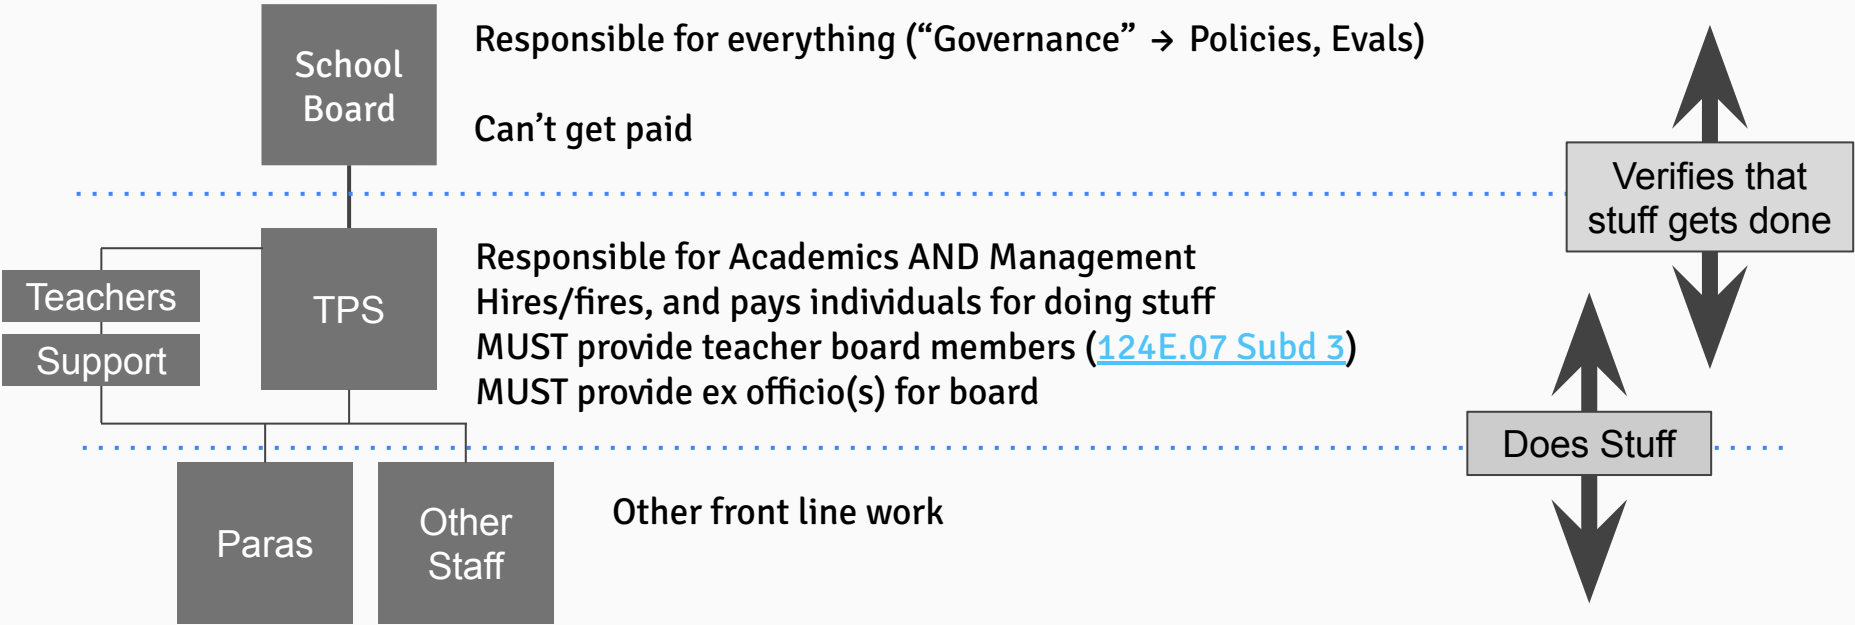 School
Board
Responsible for everything (“Governance” → Policies, Evals)
Can’t get paid
Verifies that
stuff gets done
Teachers
Support
TPS
Responsible for Academics AND Management
Hires/fires, and pays individuals for doing stuff
MUST provide teacher board members (124E.07 Subd 3)
MUST provide ex officio(s) for board
Does Stuff
Paras
Other
Staff
Other front line work